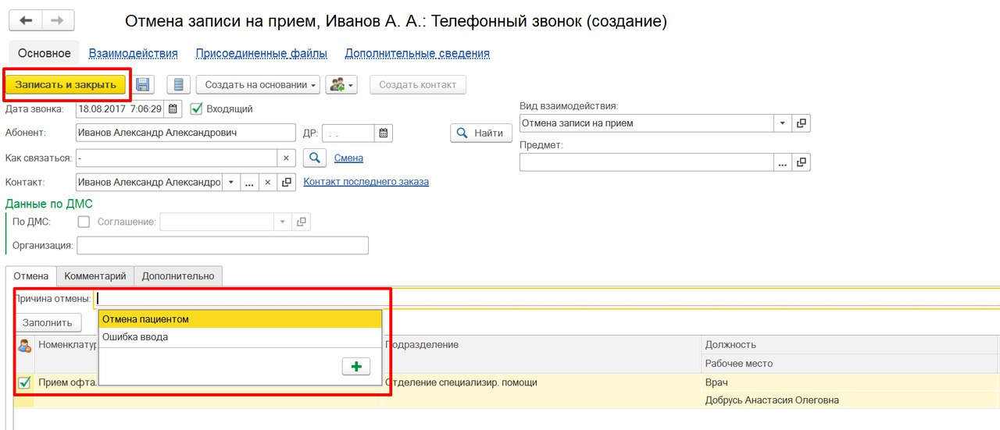 Отмена записи на прием, Иванов А. А.: Телефонный звонок (создание)
Основное Взаимодействия Присоединенные файлы Дополнительные сведения
Записать и закрыть Создать на основании Создать контакт
Дата звонка: 18.08.2017 7:06:29 Входящий
Вид взаимодействия:
Отмена записи на прием
Абонент: Иванов Александр Александрович ДР: . . Найти
Предмет:
Как связаться: - Смена
Контакт: Иванов Александр Александро ... Контакт последнего заказа
Данные по ДМС
По ДМС: Соглашение:
Организация:
Отмена Комментарий Дополнительно
Причина отмены:
Заполнить
Отмена пациентом
Ошибка ввода
Номенклатур Подразделение Должность
Рабочее место
Прием офта. Отделение специализир. помощи Врач
Добрусь Анастасия Олеговна